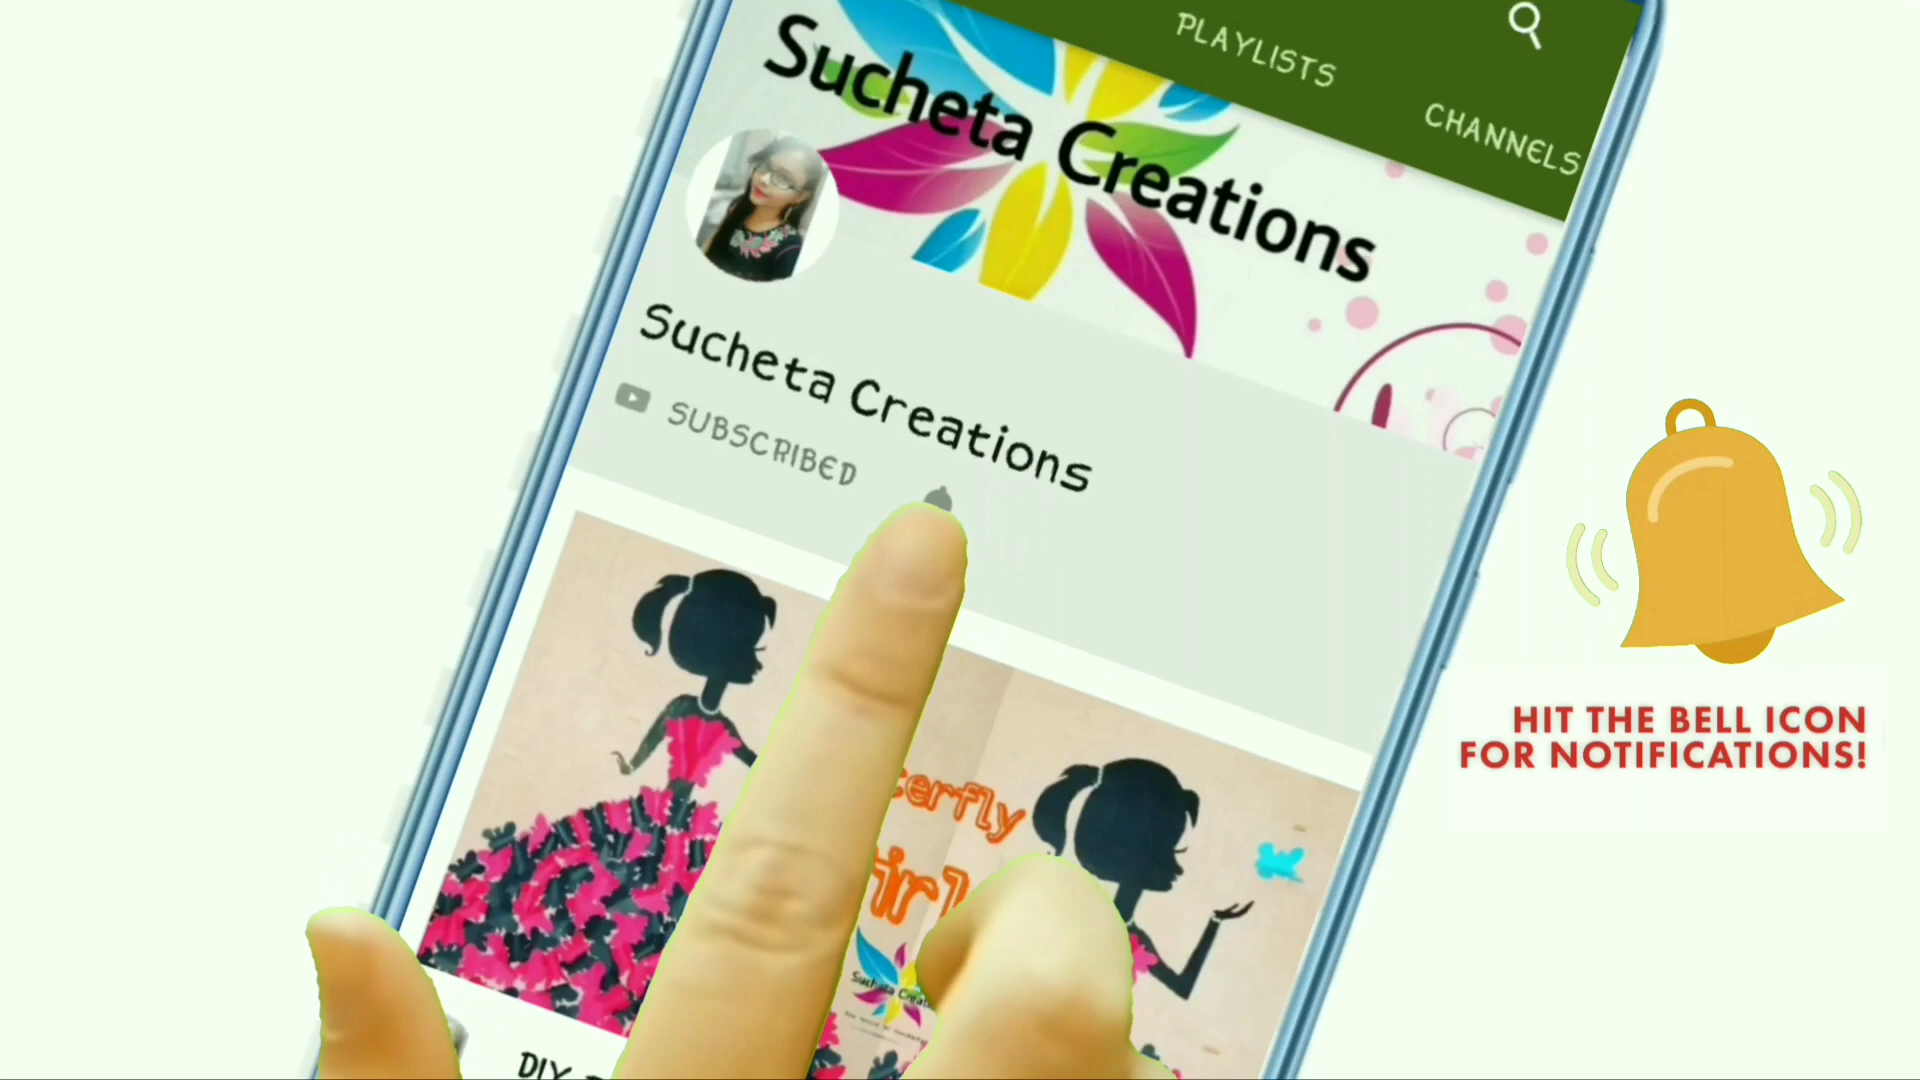 PLAYLISTS
CHANNELS
Sucheta Creations
Sucheta Creations
SUBSCRIBED
HIT THE BELL ICON
FOR NOTIFICATIONS!
DIY